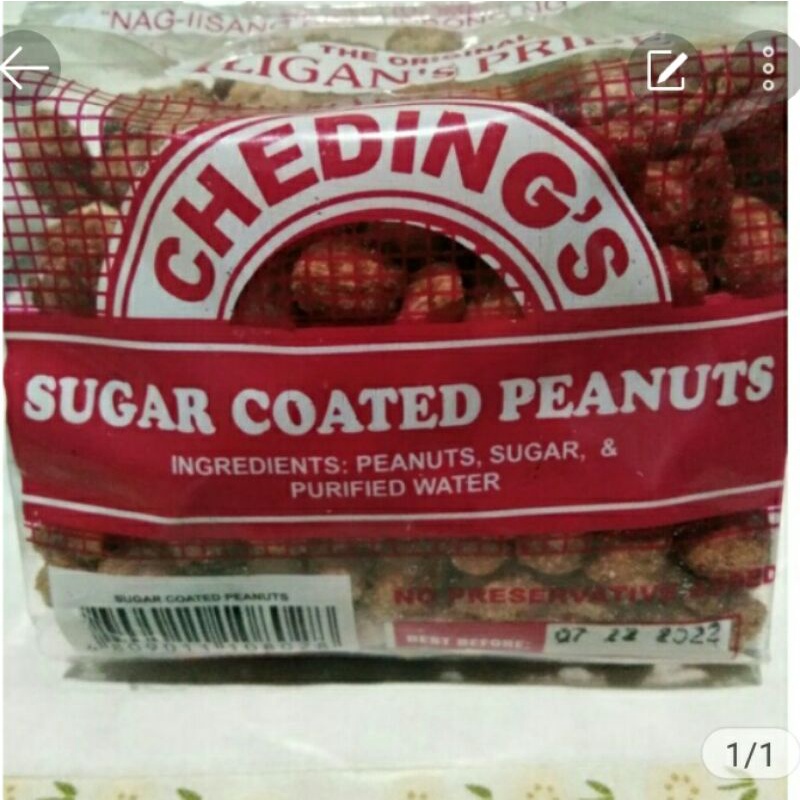 "NAG-IISANG
THE ORIGINAL
ILIGAN'S PRIDE
CHEDING'S
SUGAR COATED PEANUTS
INGREDIENTS: PEANUTS, SUGAR, &
PURIFIED WATER
SUGAR COATED PEANUTS
NO PRESERVATIVE ADDED
BEST BEFORE: 07 22 2022
1/1